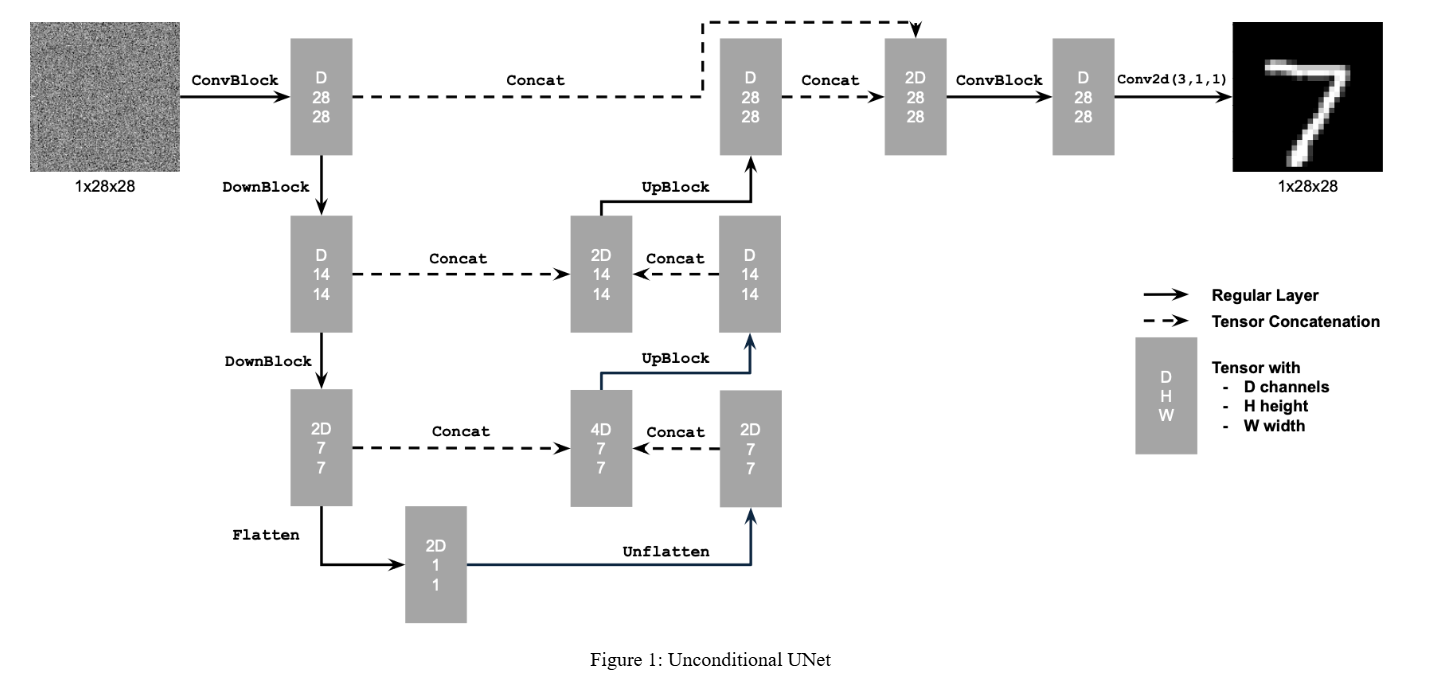 ConvBlock
D
28
28
Concat
D
28
28
Concat
2D
28
28
ConvBlock
D
28
28
Conv2d(3,1,1)
1x28x28
1x28x28
DownBlock
UpBlock
D
14
14
Concat
2D
14
14
Concat
D
14
14
DownBlock
UpBlock
2D
7
7
Concat
4D
7
7
Concat
2D
7
7
Flatten
2D
1
1
Unflatten
Regular Layer
Tensor Concatenation
D
H
W
Tensor with
- D channels
- H height
- W width
7
Figure 1: Unconditional UNet